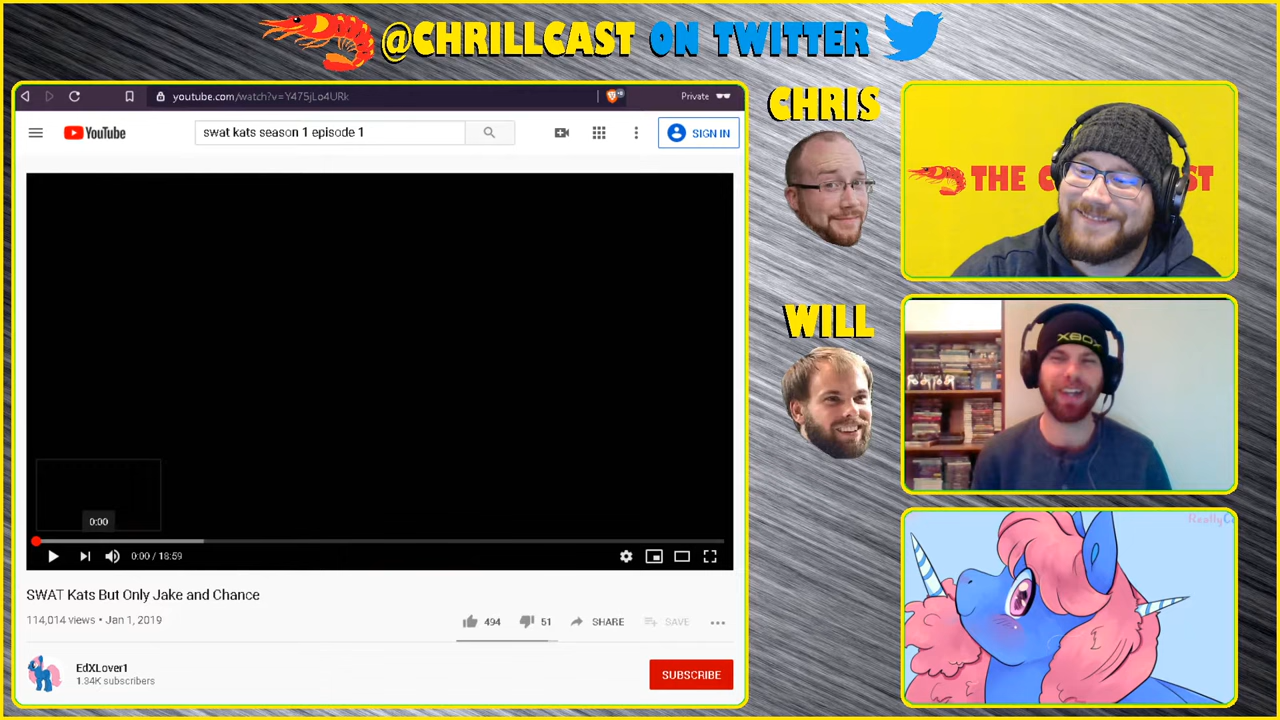 @CHRILLCAST ON TWITTER
youtube.com/watch?v=Y475jLo4URk
Private
YouTube
swat kats season 1 episode 1
SIGN IN
0:00
0:00 / 18:59
SWAT Kats But Only Jake and Chance
114,014 views • Jan 1, 2019
494
51
SHARE
SAVE
EdXLover1
1.34K subscribers
SUBSCRIBE
CHRIS
THE C
ST
WILL
XBOX